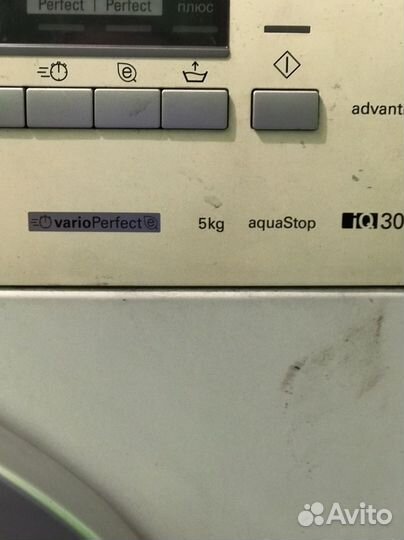 Perfect | Perfect плюс
advant
varioPerfect 5kg aquaStop iQ30
Avito